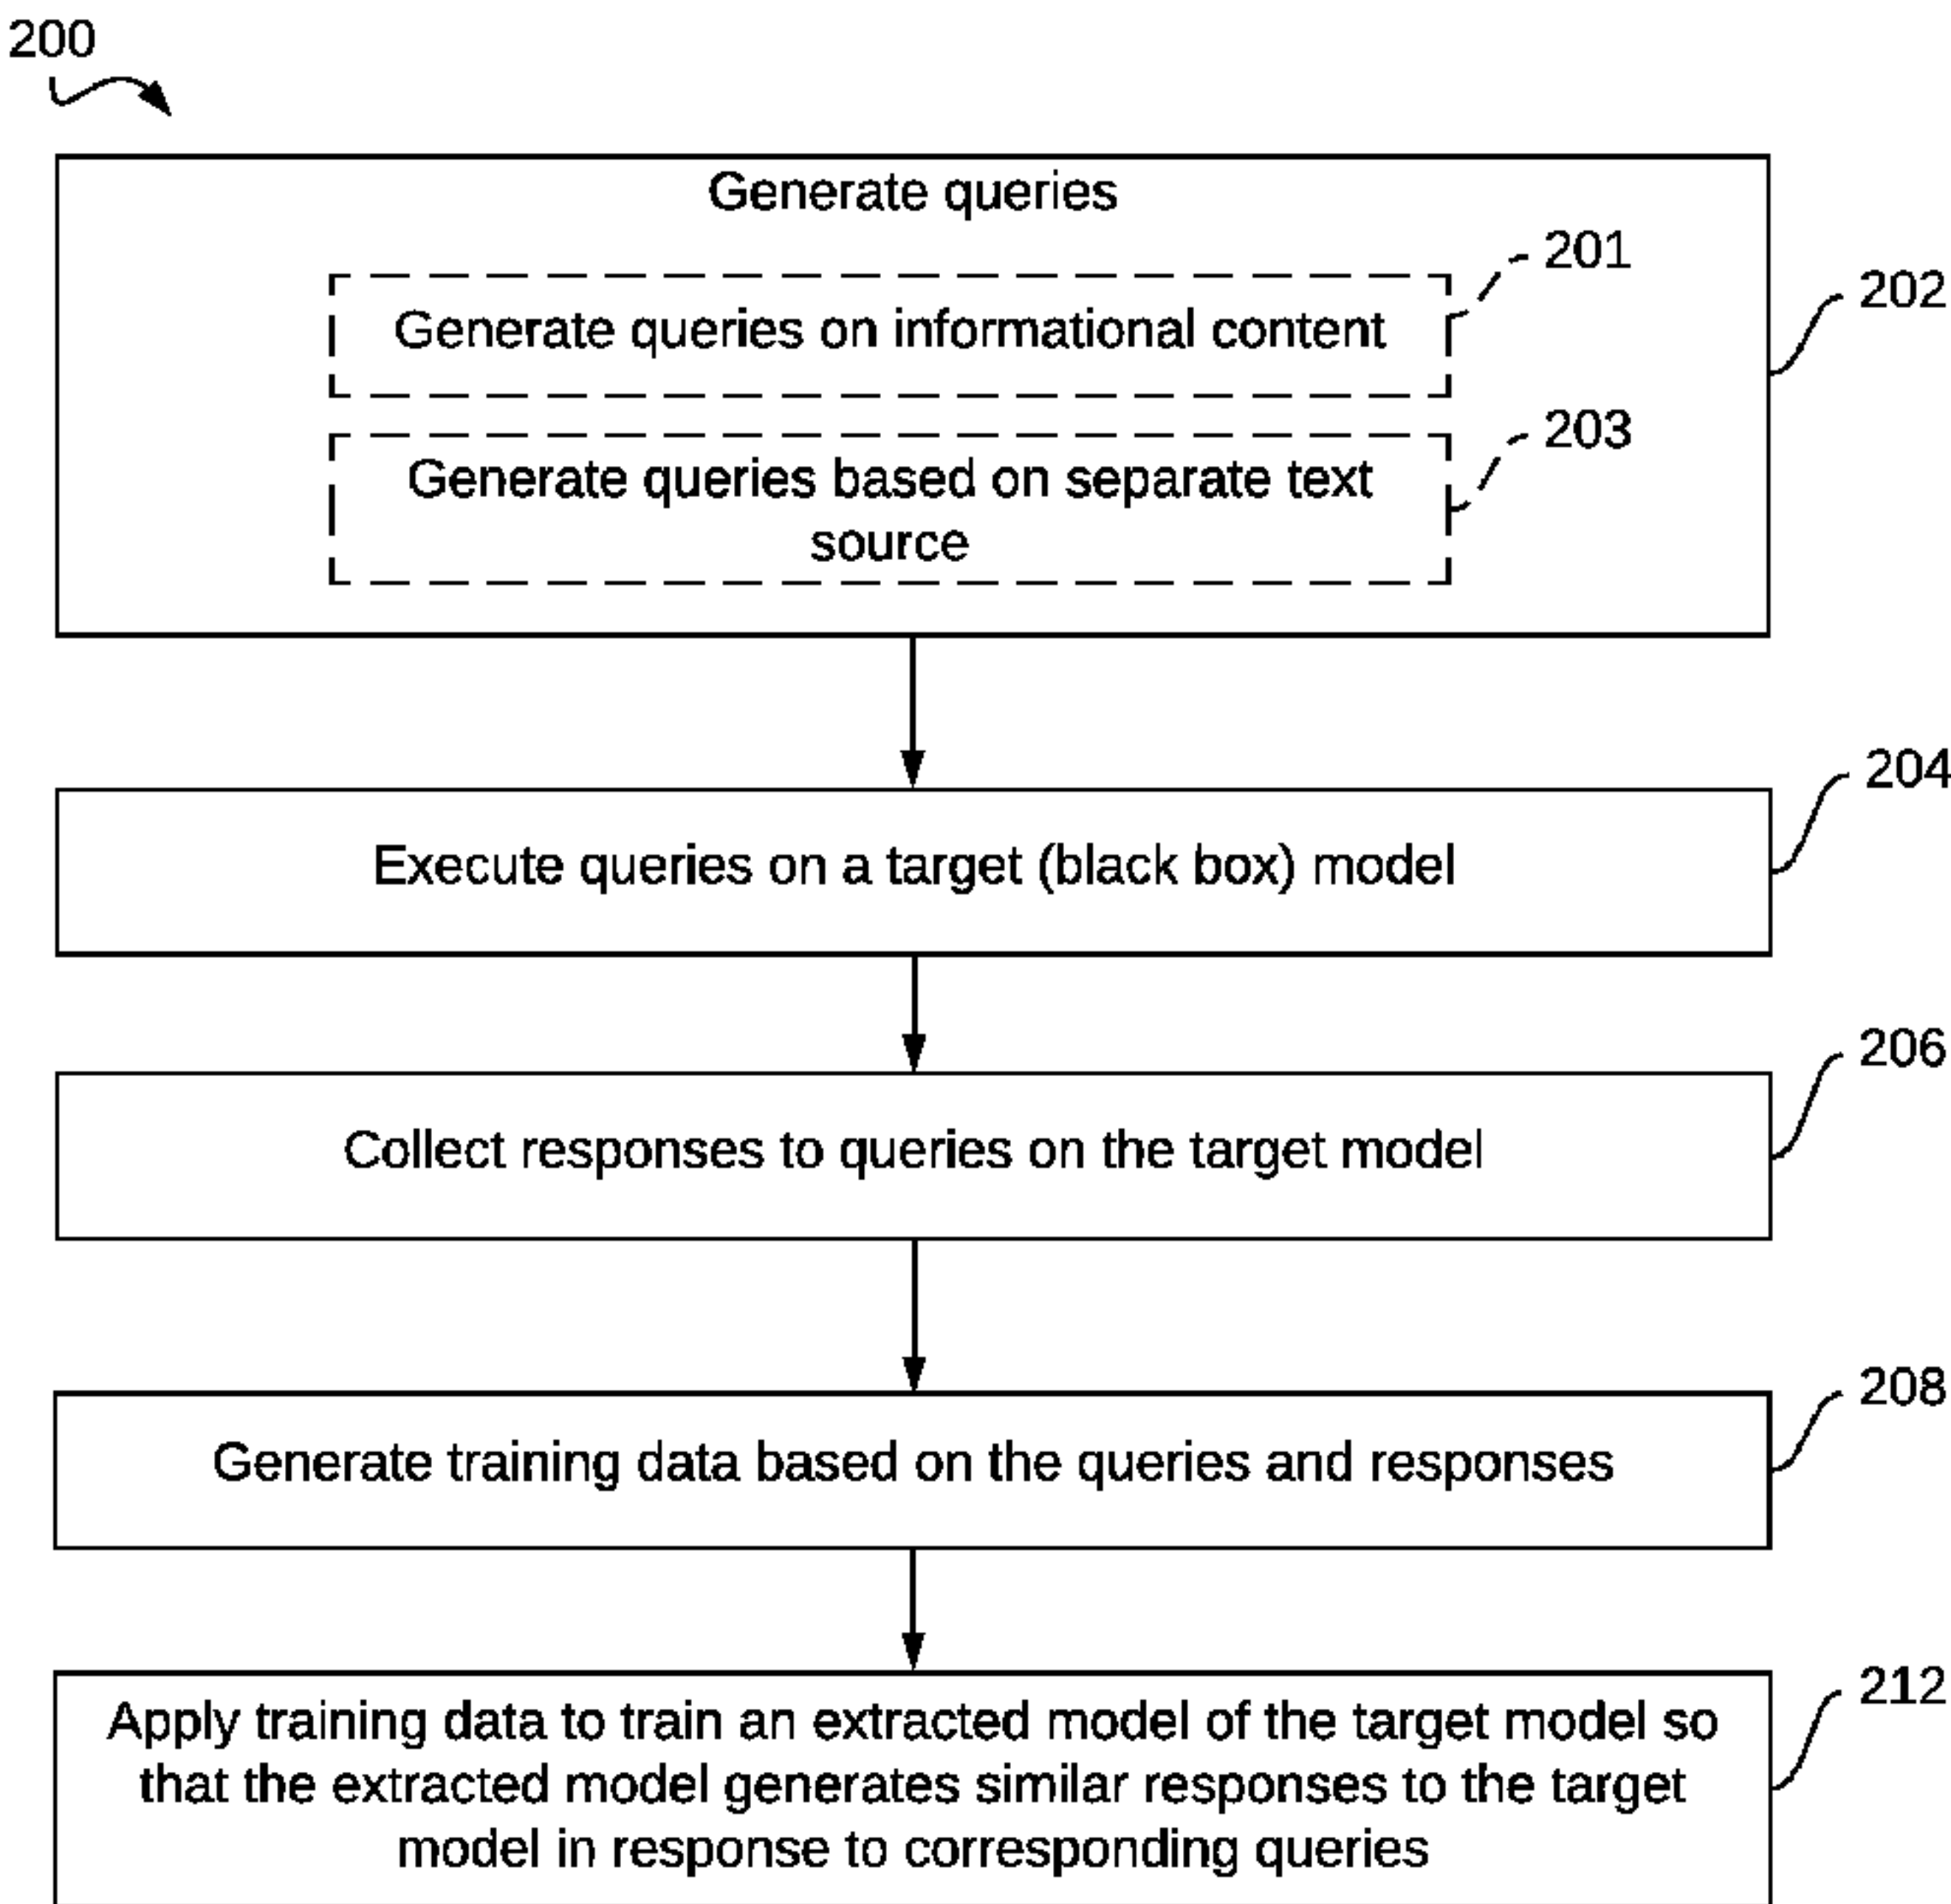 200
Generate queries
201
Generate queries on informational content
202
203
Generate queries based on separate text
source
204
Execute queries on a target (black box) model
206
Collect responses to queries on the target model
208
Generate training data based on the queries and responses
212
Apply training data to train an extracted model of the target model so
that the extracted model generates similar responses to the target
model in response to corresponding queries